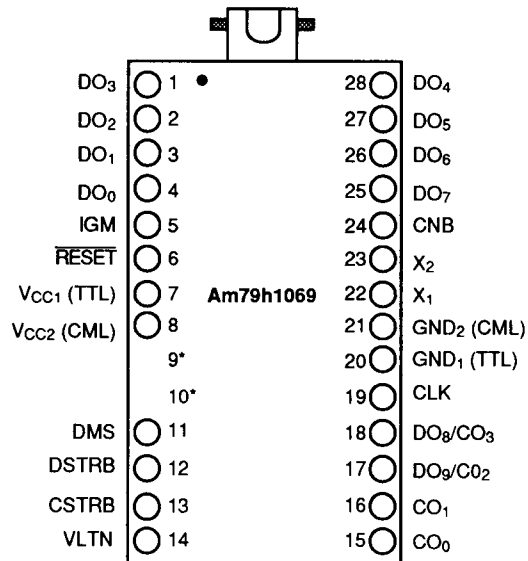 DO3 1 28 DO4
DO2 2 27 DO5
DO1 3 26 DO6
DO0 4 25 DO7
IGM 5 24 CNB
RESET 6 23 X2
VCC1 (TTL) 7 Am79h1069 22 X1
VCC2 (CML) 8 21 GND2 (CML)
9* 20 GND1 (TTL)
10* 19 CLK
DMS 11 18 DO8/CO3
DSTRB 12 17 DO9/C02
CSTRB 13 16 CO1
VLTN 14 15 CO0